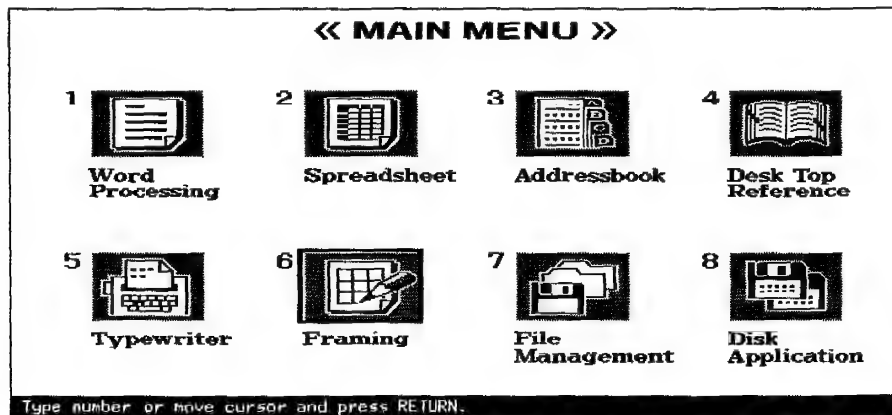 « MAIN MENU »
1 2 3 4
Word Processing
Spreadsheet
Addressbook
Desk Top Reference
5 6 7 8
Typewriter
Framing
File Management
Disk Application
Type number or move cursor and press RETURN.